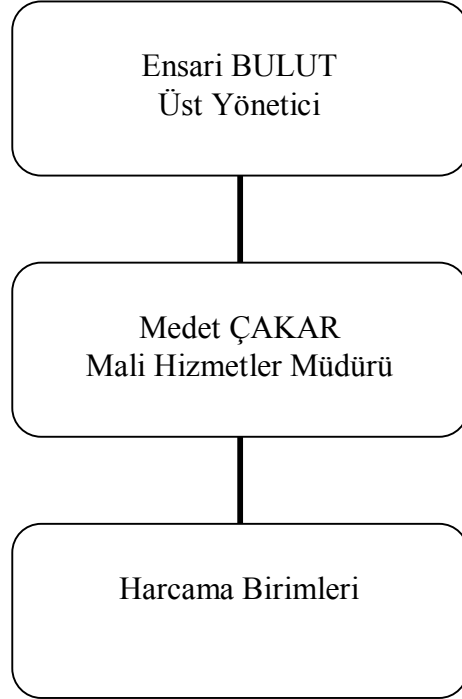 Ensari BULUT
Üst Yönetici
Medet ÇAKAR
Mali Hizmetler Müdürü
Harcama Birimleri